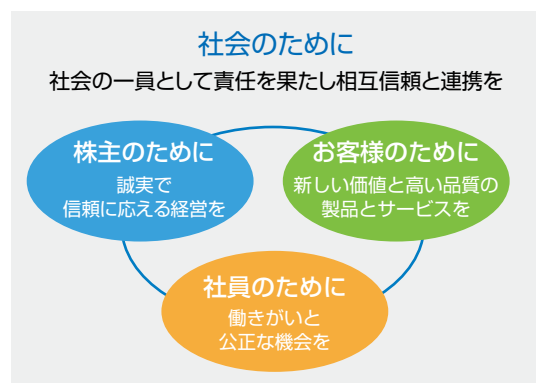 社会のために
社会の一員として責任を果たし相互信頼と連携を
株主のために
誠実で
信頼に応える経営を
お客様のために
新しい価値と高い品質の
製品とサービスを
社員のために
働きがいと
公正な機会を